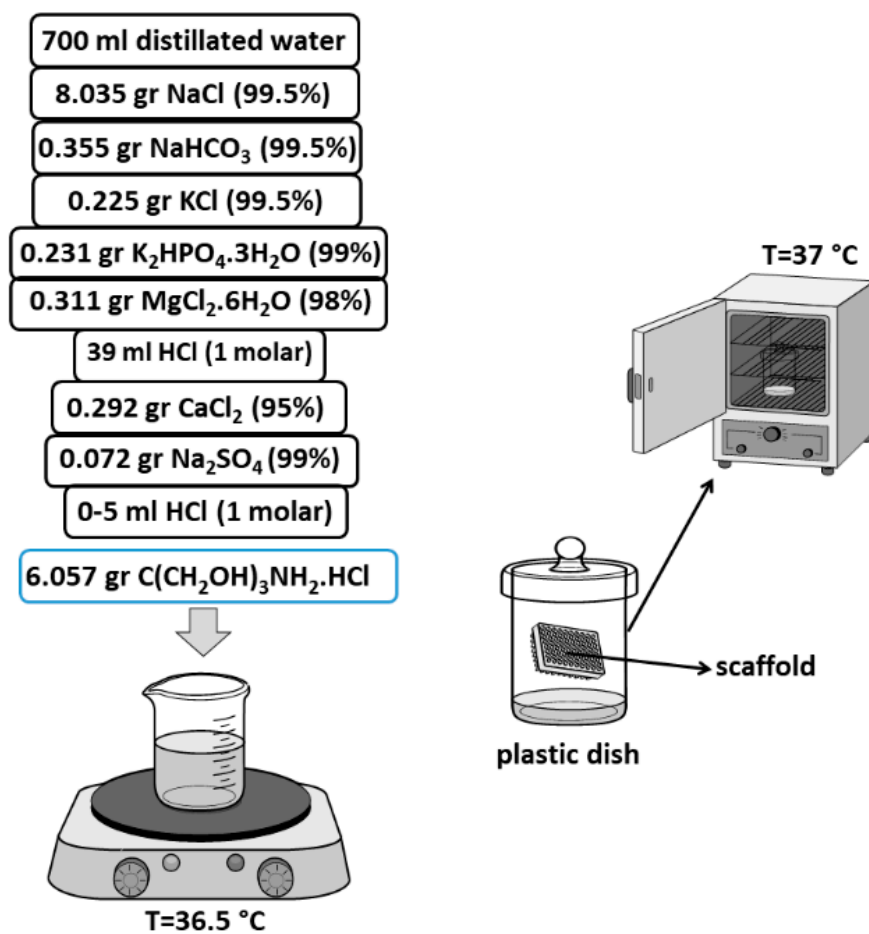 700 ml distillated water
8.035 gr NaCl (99.5%)
0.355 gr NaHCO₃ (99.5%)
0.225 gr KCl (99.5%)
0.231 gr K₂HPO₄.3H₂O (99%)
0.311 gr MgCl₂.6H₂O (98%)
39 ml HCl (1 molar)
0.292 gr CaCl₂ (95%)
0.072 gr Na₂SO₄ (99%)
0-5 ml HCl (1 molar)
6.057 gr C(CH₂OH)₃NH₂.HCl
T=36.5 °C
T=37 °C
scaffold
plastic dish